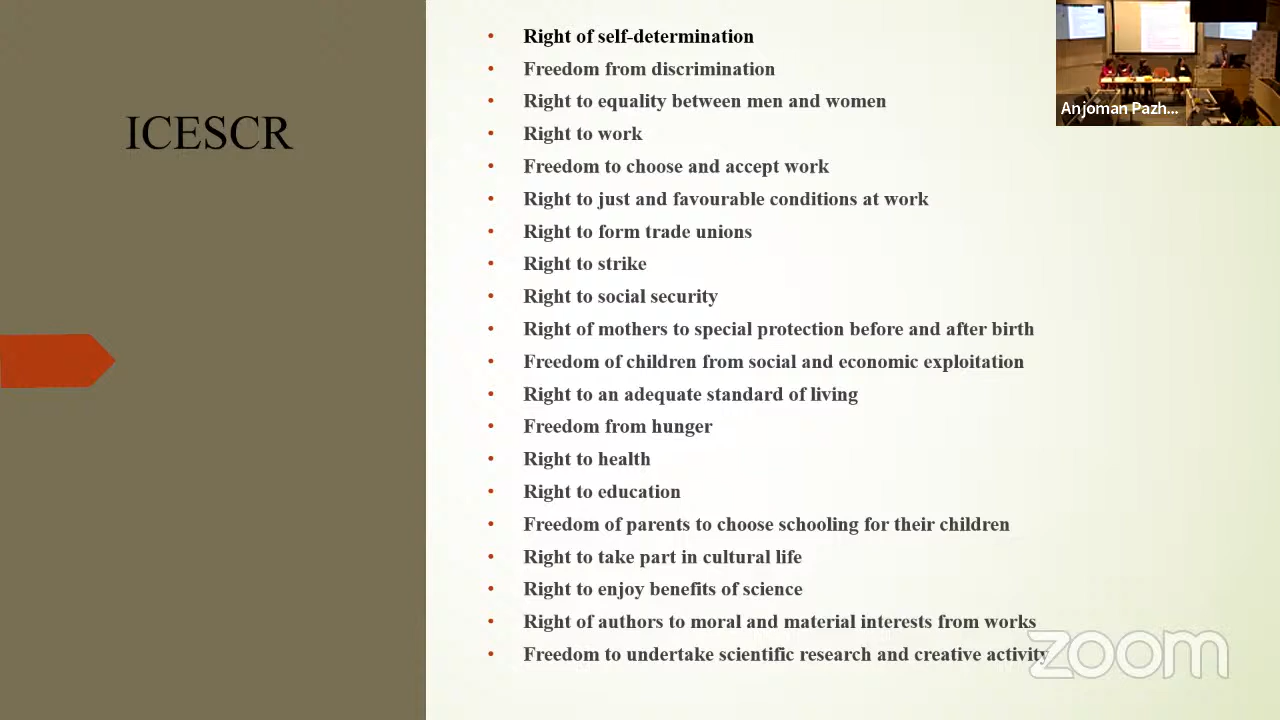 ICESCR
• Right of self-determination
• Freedom from discrimination
• Right to equality between men and women
• Right to work
• Freedom to choose and accept work
• Right to just and favourable conditions at work
• Right to form trade unions
• Right to strike
• Right to social security
• Right of mothers to special protection before and after birth
• Freedom of children from social and economic exploitation
• Right to an adequate standard of living
• Freedom from hunger
• Right to health
• Right to education
• Freedom of parents to choose schooling for their children
• Right to take part in cultural life
• Right to enjoy benefits of science
• Right of authors to moral and material interests from works
• Freedom to undertake scientific research and creative activity
Anjoman Pazh...
zoom